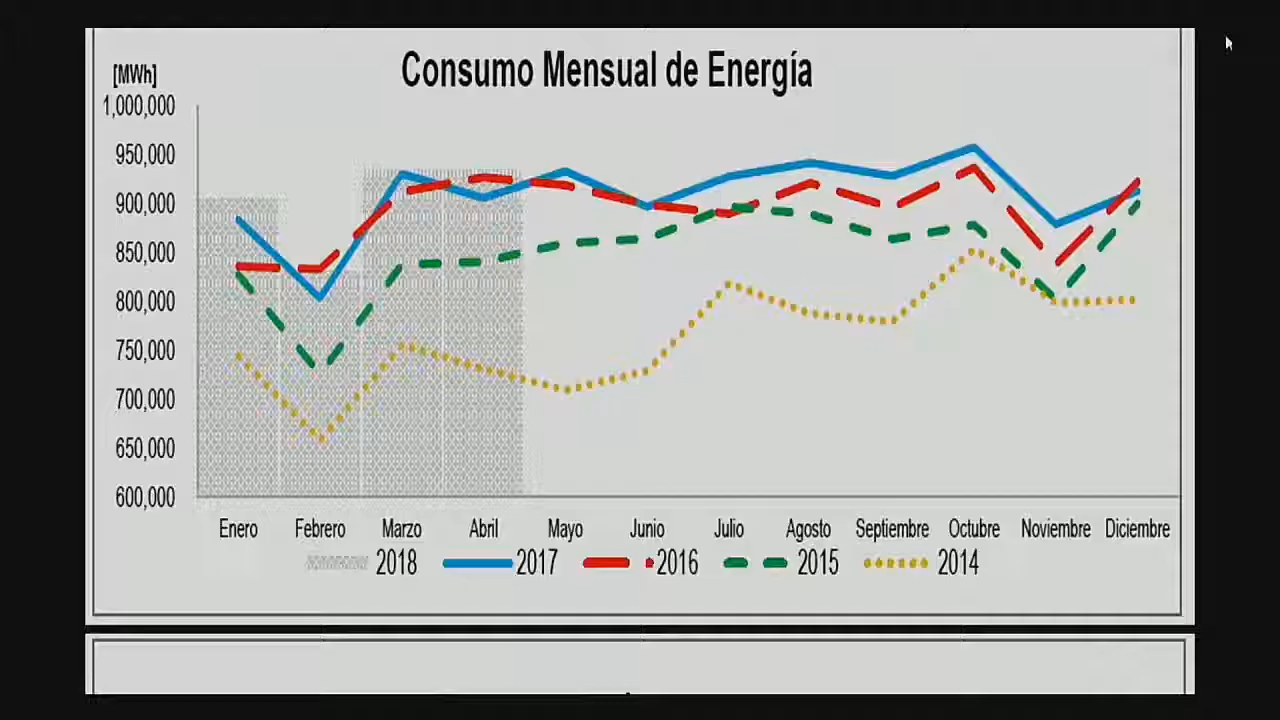 Consumo Mensual de Energía
[MWh]
1,000,000
950,000
900,000
850,000
800,000
750,000
700,000
650,000
600,000
Enero Febrero Marzo Abril Mayo Junio Julio Agosto Septiembre Octubre Noviembre Diciembre
2018 2017 2016 2015 2014